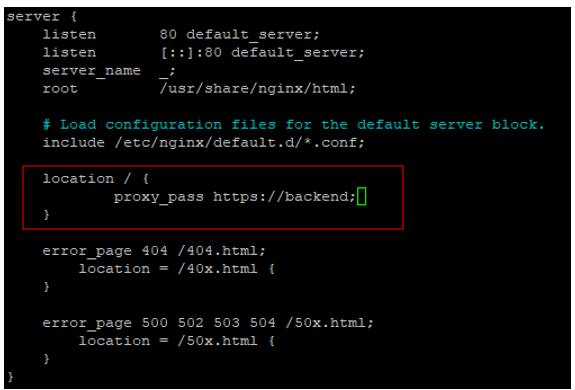 server {
    listen       80 default_server;
    listen       [::]:80 default_server;
    server_name  _;
    root         /usr/share/nginx/html;
    # Load configuration files for the default server block.
    include /etc/nginx/default.d/*.conf;
    location / {
            proxy_pass https://backend;
    }
    error_page 404 /404.html;
        location = /40x.html {
    }
    error_page 500 502 503 504 /50x.html;
        location = /50x.html {
    }
}